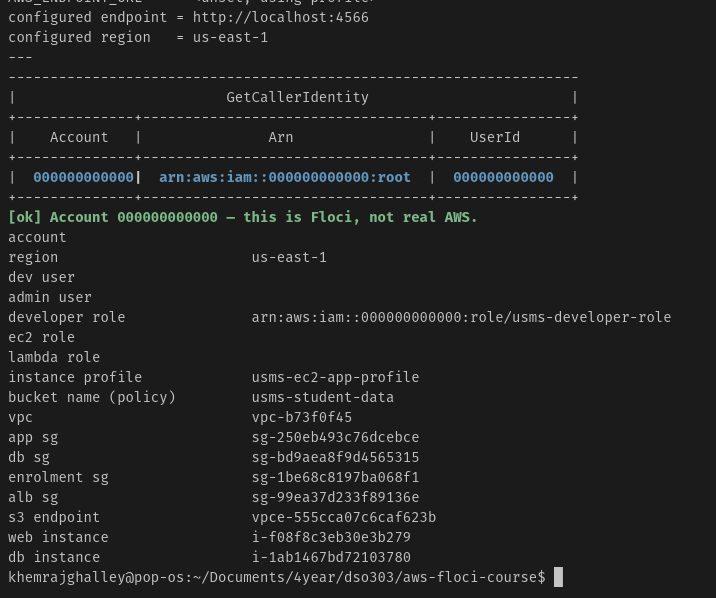 configured endpoint = http://localhost:4566
configured region   = us-east-1
---
--------------------------------------------------------------------
|                         GetCallerIdentity                        |
+--------------+----------------------------------+----------------+
|    Account   |               Arn                |    UserId      |
+--------------+----------------------------------+----------------+
|  000000000000|  arn:aws:iam::000000000000:root  |  000000000000  |
+--------------+----------------------------------+----------------+
[ok] Account 000000000000 — this is Floci, not real AWS.
account
region                       us-east-1
dev user
admin user
developer role               arn:aws:iam::000000000000:role/usms-developer-role
ec2 role
lambda role
instance profile             usms-ec2-app-profile
bucket name (policy)         usms-student-data
vpc                          vpc-b73f0f45
app sg                       sg-250eb493c76dcebce
db sg                        sg-bd9aea8f9d4565315
enrolment sg                 sg-1be68c8197ba068f1
alb sg                       sg-99ea37d233f89136e
s3 endpoint                  vpce-555cca07c6caf623b
web instance                 i-f08f8c3eb30e3b279
db instance                  i-1ab1467bd72103780
khemrajghalley@pop-os:~/Documents/4year/dso303/aws-floci-course$